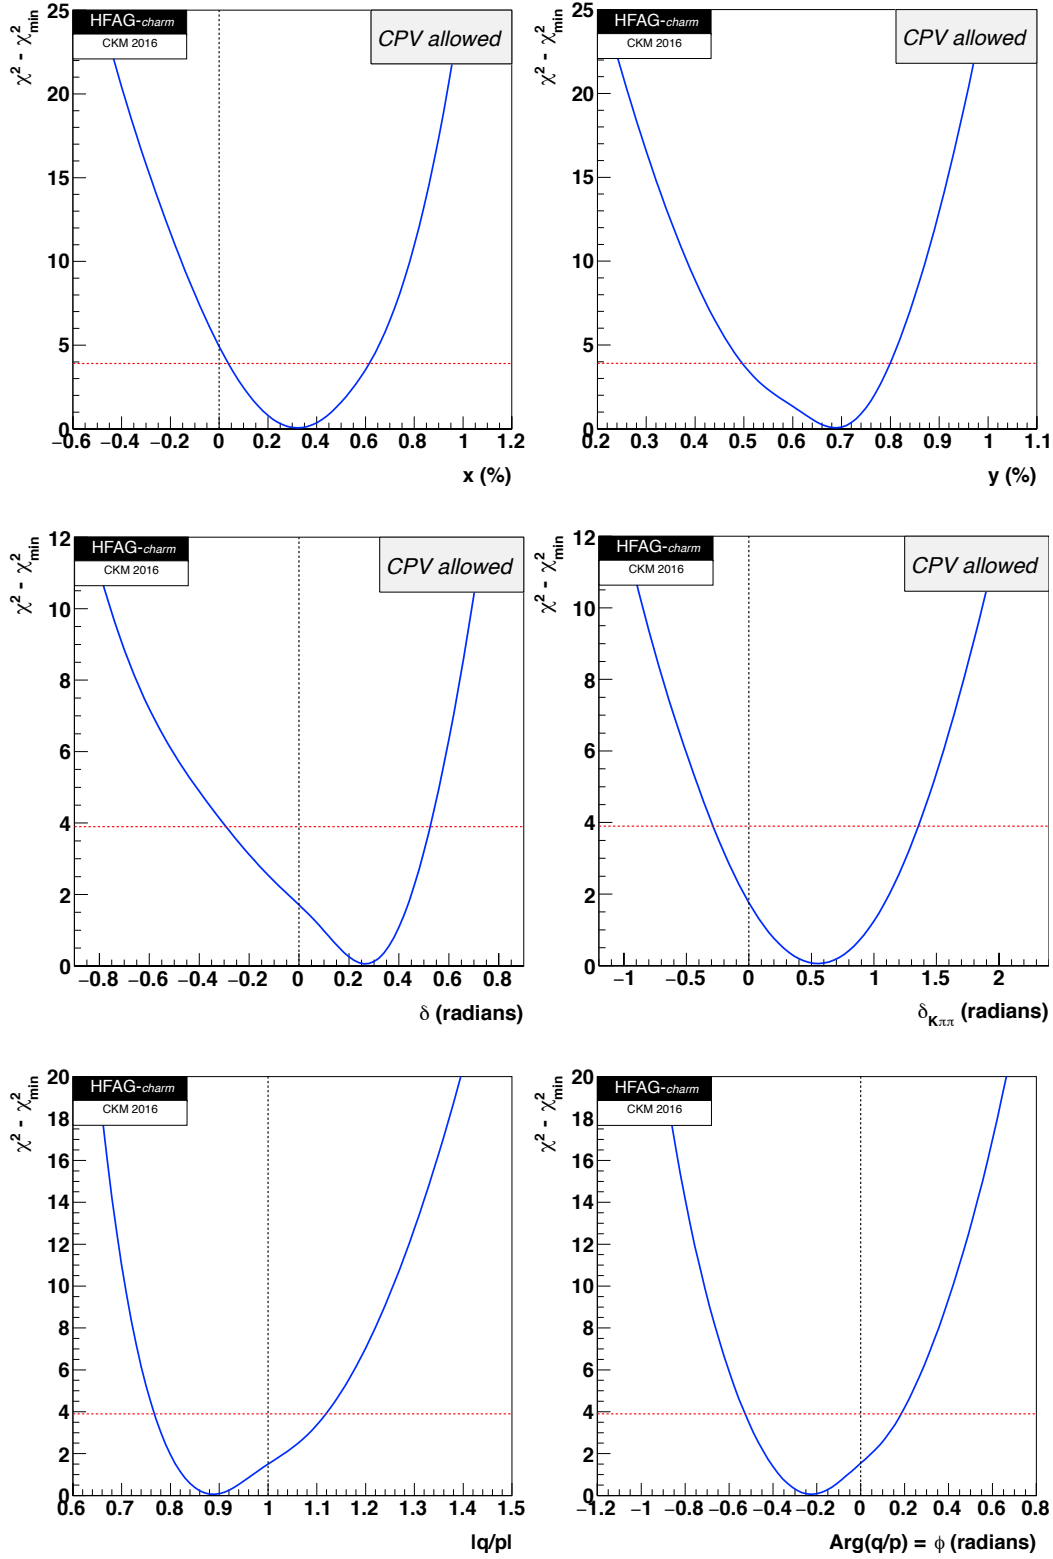 HFAG-charm
CKM 2016
CPV allowed
χ² - χ²min
25
20
15
10
5
0
−0.6 −0.4 −0.2 0 0.2 0.4 0.6 0.8 1 1.2
x (%)
HFAG-charm
CKM 2016
CPV allowed
χ² - χ²min
25
20
15
10
5
0
0.2 0.3 0.4 0.5 0.6 0.7 0.8 0.9 1 1.1
y (%)
HFAG-charm
CKM 2016
CPV allowed
χ² - χ²min
12
10
8
6
4
2
0
−0.8 −0.6 −0.4 −0.2 0 0.2 0.4 0.6 0.8
δ (radians)
HFAG-charm
CKM 2016
CPV allowed
χ² - χ²min
12
10
8
6
4
2
0
−1 −0.5 0 0.5 1 1.5 2
δKππ (radians)
HFAG-charm
CKM 2016
χ² - χ²min
20
18
16
14
12
10
8
6
4
2
0
0.6 0.7 0.8 0.9 1 1.1 1.2 1.3 1.4 1.5
|q/p|
HFAG-charm
CKM 2016
χ² - χ²min
20
18
16
14
12
10
8
6
4
2
0
−1.2 −1 −0.8 −0.6 −0.4 −0.2 0 0.2 0.4 0.6 0.8
Arg(q/p) = ϕ (radians)